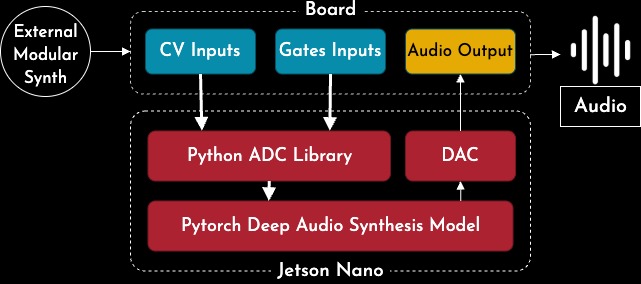 Board
External
Modular
Synth
CV Inputs
Gates Inputs
Audio Output
Audio
Python ADC Library
DAC
Pytorch Deep Audio Synthesis Model
Jetson Nano